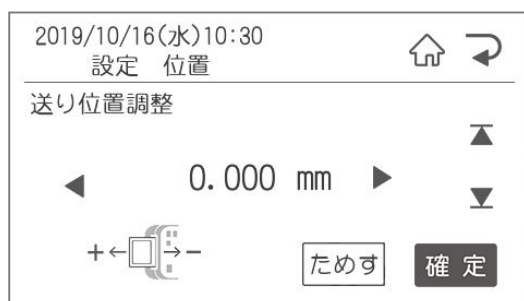 2019/10/16(水)10:30
設定 位置
送り位置調整
0.000 mm
+←→−
ためす
確定